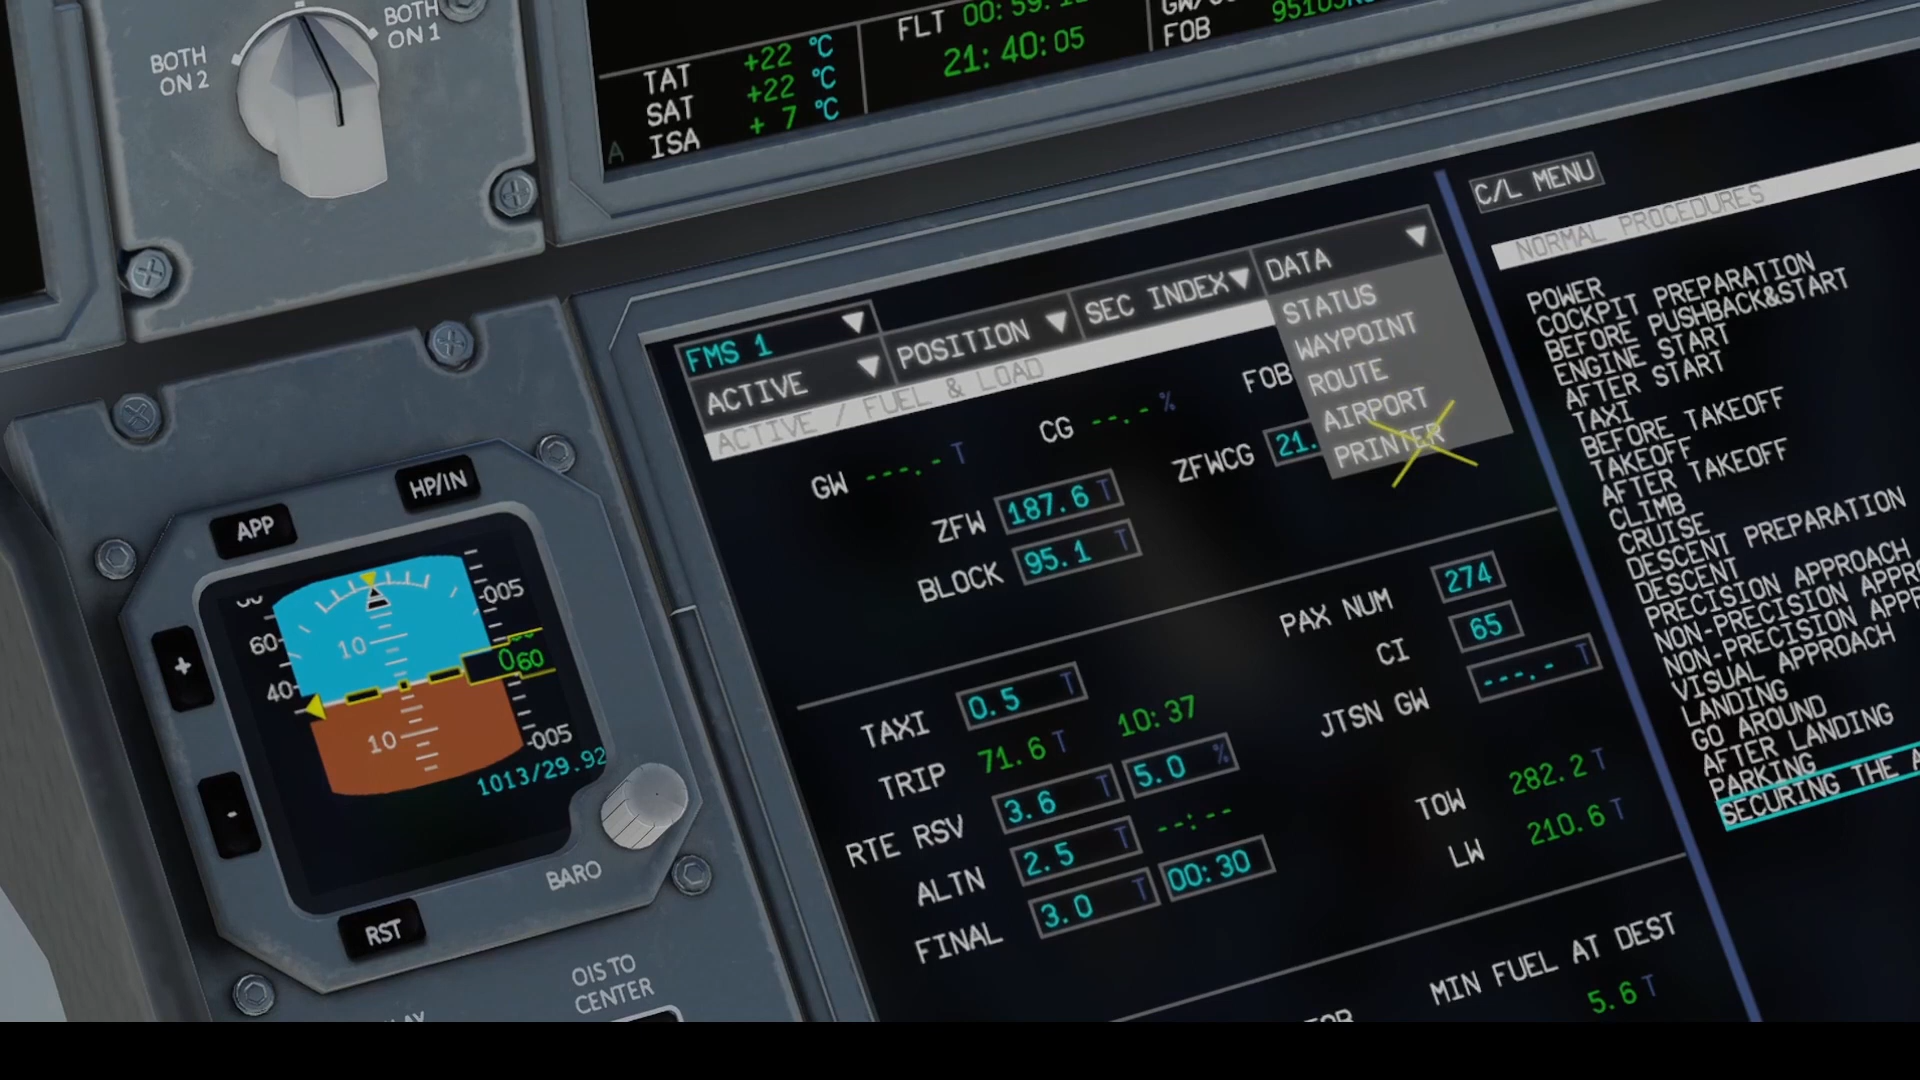 BOTH ON 2
BOTH ON 1
TAT +22 °C
SAT +22 °C
ISA + 7 °C
A
FLT 00:59:
21:40:05
FOB 95105
C/L MENU
NORMAL PROCEDURES
POWER
COCKPIT PREPARATION
BEFORE PUSHBACK&START
ENGINE START
AFTER START
TAXI
BEFORE TAKEOFF
TAKEOFF
AFTER TAKEOFF
CLIMB
CRUISE
DESCENT PREPARATION
DESCENT
PRECISION APPROACH
NON-PRECISION APPRO
NON-PRECISION APP
VISUAL APPROACH
LANDING
GO AROUND
AFTER LANDING
PARKING
SECURING THE A
FMS 1
ACTIVE POSITION SEC INDEX DATA
STATUS
WAYPOINT
ROUTE
AIRPORT
PRINTER
ACTIVE / FUEL & LOAD
GW ---.- T CG --.- % FOB
ZFW 187.6 T ZFWCG 21.
BLOCK 95.1 T
TAXI 0.5 T PAX NUM 274
TRIP 71.6 T 10:37 CI 65
RTE RSV 3.6 T 5.0 % JTSN GW ---.- T
ALTN 2.5 T --:-- TOW 282.2 T
FINAL 3.0 T 00:30 LW 210.6 T
MIN FUEL AT DEST
5.6 T
APP
HP/IN
+
-
60
40
10
10
005
060
005
1013/29.92
BARO
RST
OIS TO CENTER